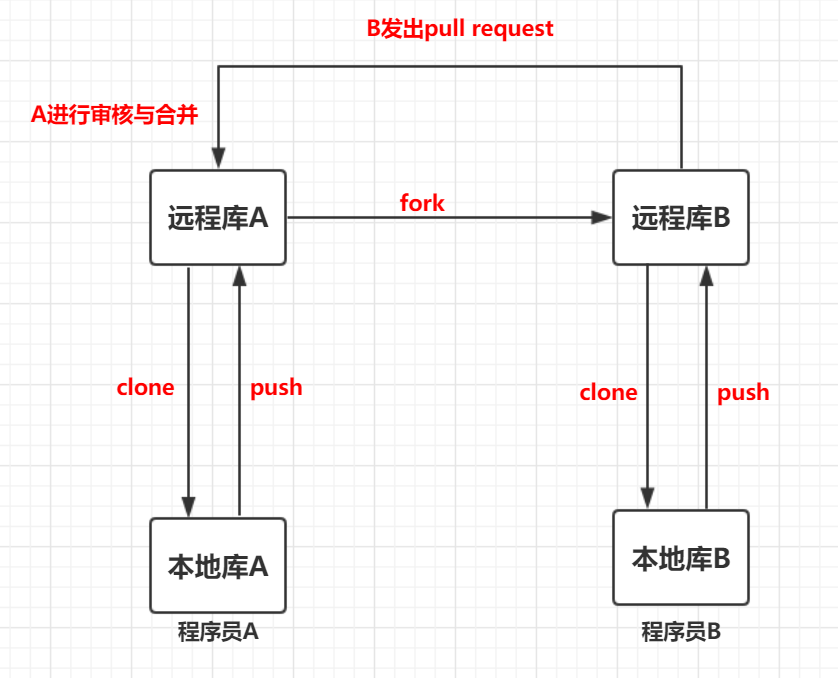 B发出pull request
A进行审核与合并
远程库A
fork
远程库B
clone
push
clone
push
本地库A
本地库B
程序员A
程序员B